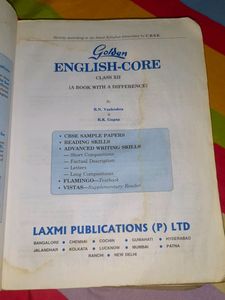 Strictly according to the latest Syllabus prescribed by C.B.S.E.
Golden
ENGLISH-CORE
CLASS XII
(A BOOK WITH A DIFFERENCE)
By
R.N. Vashishta
&
R.K. Gupta
• CBSE SAMPLE PAPERS
• READING SKILLS
• ADVANCED WRITING SKILLS
— Short Compositions
— Factual Description
— Letters
— Long Compositions
• FLAMINGO—Textbook
• VISTAS—Supplementary Reader
LAXMI PUBLICATIONS (P) LTD
BANGALORE • CHENNAI • COCHIN • GUWAHATI • HYDERABAD
JALANDHAR • KOLKATA • LUCKNOW • MUMBAI • PATNA
RANCHI • NEW DELHI